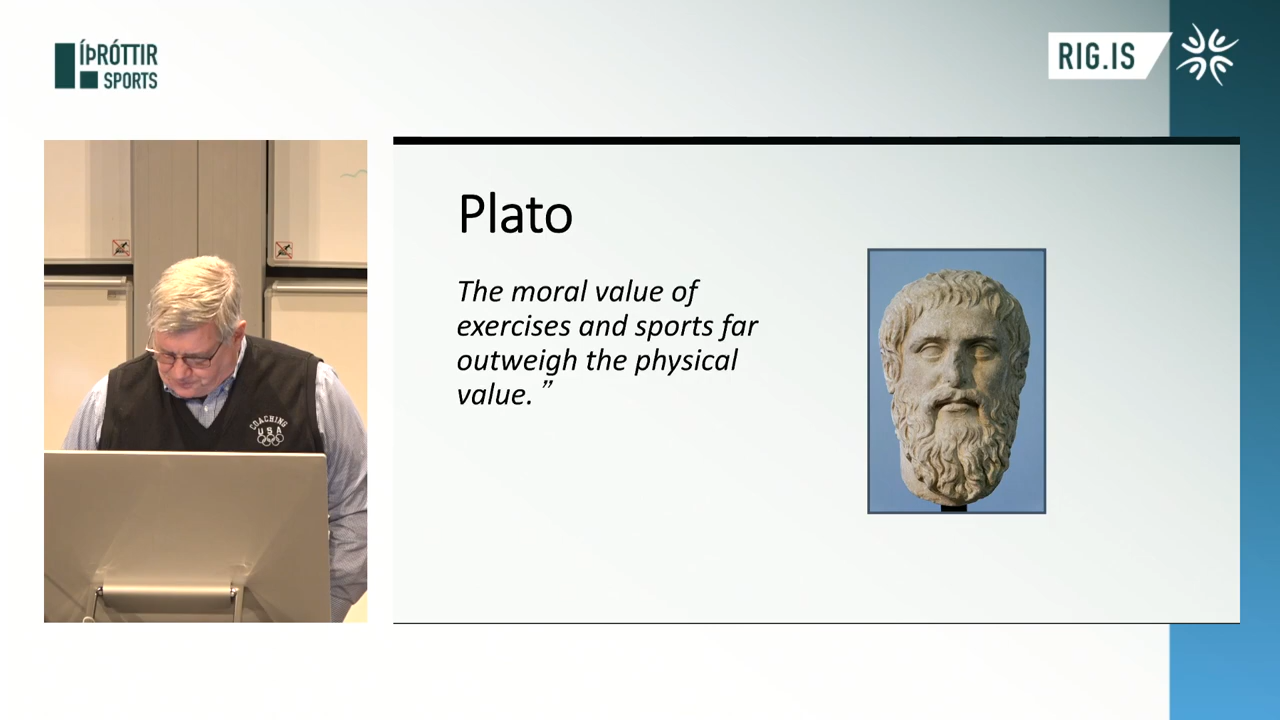 ÍÞRÓTTIR
SPORTS
RIG.IS
COACHING
USA
Plato
The moral value of
exercises and sports far
outweigh the physical
value. ”